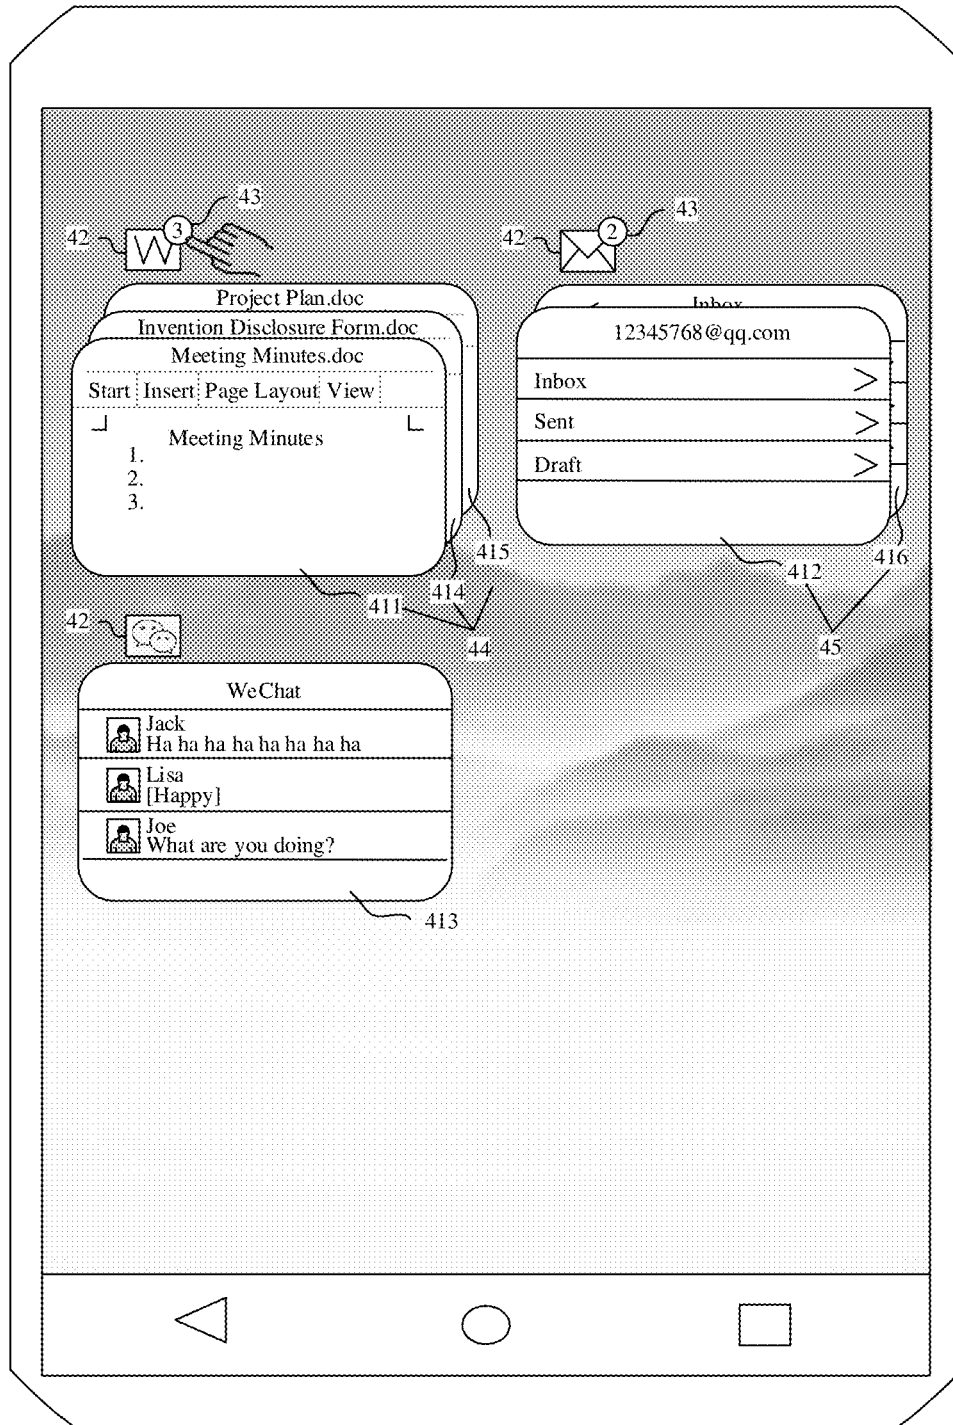 43
42
3
W
43
42
2
Project Plan.doc
Invention Disclosure Form.doc
Meeting Minutes.doc
Start Insert Page Layout View
Meeting Minutes
1.
2.
3.
Inbox
12345768@qq.com
Inbox >
Sent >
Draft >
415
414
411
44
416
412
45
42
WeChat
Jack
Ha ha ha ha ha ha ha ha
Lisa
[Happy]
Joe
What are you doing?
413